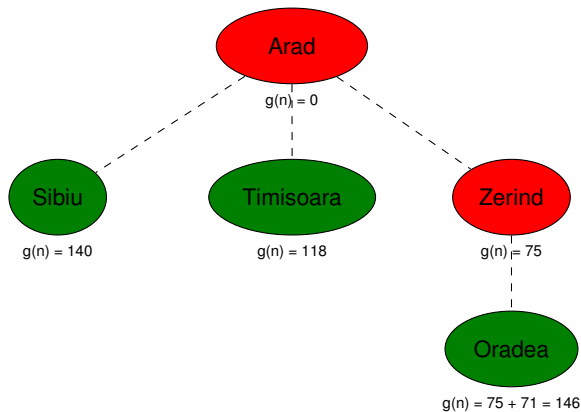 Arad
g(n) = 0
Sibiu
Timisoara
Zerind
g(n) = 140
g(n) = 118
g(n) = 75
Oradea
g(n) = 75 + 71 = 146